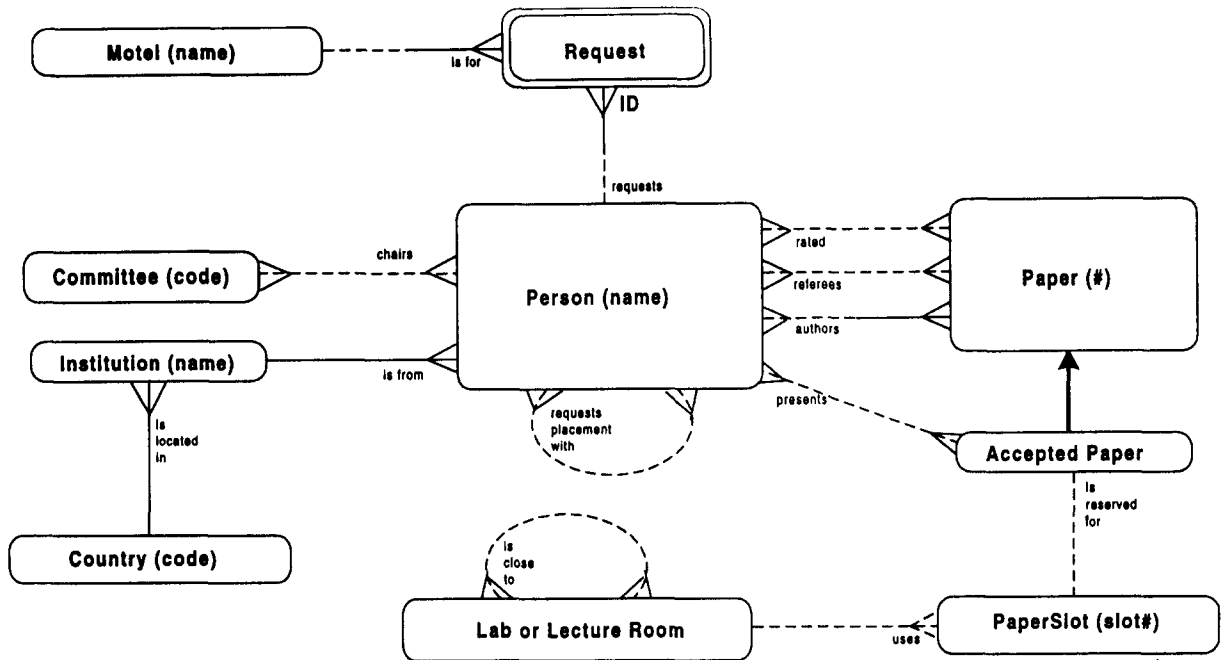 Motel (name)
is for
Request
ID
requests
chairs
Committee (code)
Person (name)
rated
referees
authors
Paper (#)
Institution (name)
is from
presents
is
located
in
requests
placement
with
Accepted Paper
is
reserved
for
Country (code)
is
close
to
Lab or Lecture Room
uses
PaperSlot (slot#)